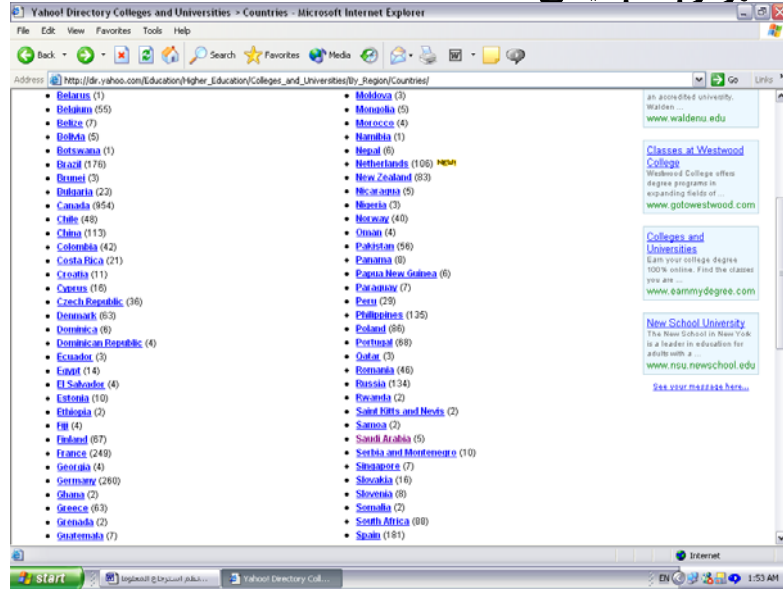 Yahoo! Directory Colleges and Universities > Countries - Microsoft Internet Explorer
File Edit View Favorites Tools Help
Back Search Favorites Media
Address http://dir.yahoo.com/Education/Higher_Education/Colleges_and_Universities/By_Region/Countries/ Go Links
Belarus (1)
Belgium (55)
Belize (7)
Bolivia (5)
Botswana (1)
Brazil (176)
Brunei (3)
Bulgaria (23)
Canada (954)
Chile (48)
China (113)
Colombia (42)
Costa Rica (21)
Croatia (11)
Cyprus (16)
Czech Republic (36)
Denmark (63)
Dominica (6)
Dominican Republic (4)
Ecuador (3)
Egypt (14)
El Salvador (4)
Estonia (10)
Ethiopia (2)
Fiji (4)
Finland (67)
France (249)
Georgia (4)
Germany (260)
Ghana (2)
Greece (63)
Grenada (2)
Guatemala (7)
Moldova (3)
Mongolia (5)
Morocco (4)
Namibia (1)
Nepal (6)
Netherlands (106) NEW!
New Zealand (83)
Nicaragua (5)
Nigeria (3)
Norway (40)
Oman (4)
Pakistan (56)
Panama (8)
Papua New Guinea (6)
Paraguay (7)
Peru (29)
Philippines (135)
Poland (86)
Portugal (68)
Qatar (3)
Romania (46)
Russia (134)
Rwanda (2)
Saint Kitts and Nevis (2)
Samoa (2)
Saudi Arabia (5)
Serbia and Montenegro (10)
Singapore (7)
Slovakia (16)
Slovenia (8)
Somalia (2)
South Africa (88)
Spain (181)
an accredited university.
Walden ...
www.waldenu.edu
Classes at Westwood
College
Westwood College offers
degree programs in
expanding fields of ...
www.gotowestwood.com
Colleges and
Universities
Earn your college degree
100% online. Find the classes
you are ...
www.earnmydegree.com
New School University
The New School in New York
is a leader in education for
adults with a ...
www.nsu.newschool.edu
See your message here...
Internet
start نظم استرجاع المعلوما... Yahoo! Directory Coll... EN 1:53 AM